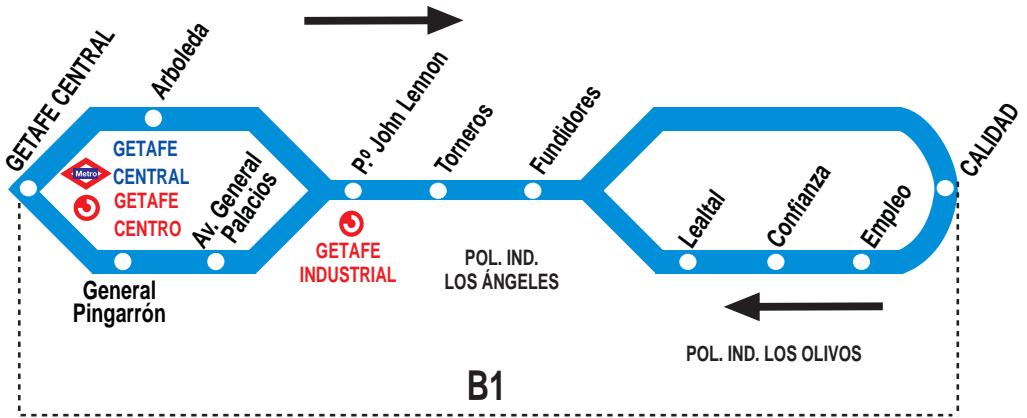 GETAFE CENTRAL
Arboleda
Metro
GETAFE
CENTRAL
GETAFE
CENTRO
Av. General
Palacios
General
Pingarrón
Pº. John Lennon
Torneros
Fundidores
GETAFE
INDUSTRIAL
POL. IND.
LOS ÁNGELES
CALIDAD
Lealtal
Confianza
Empleo
POL. IND. LOS OLIVOS
B1